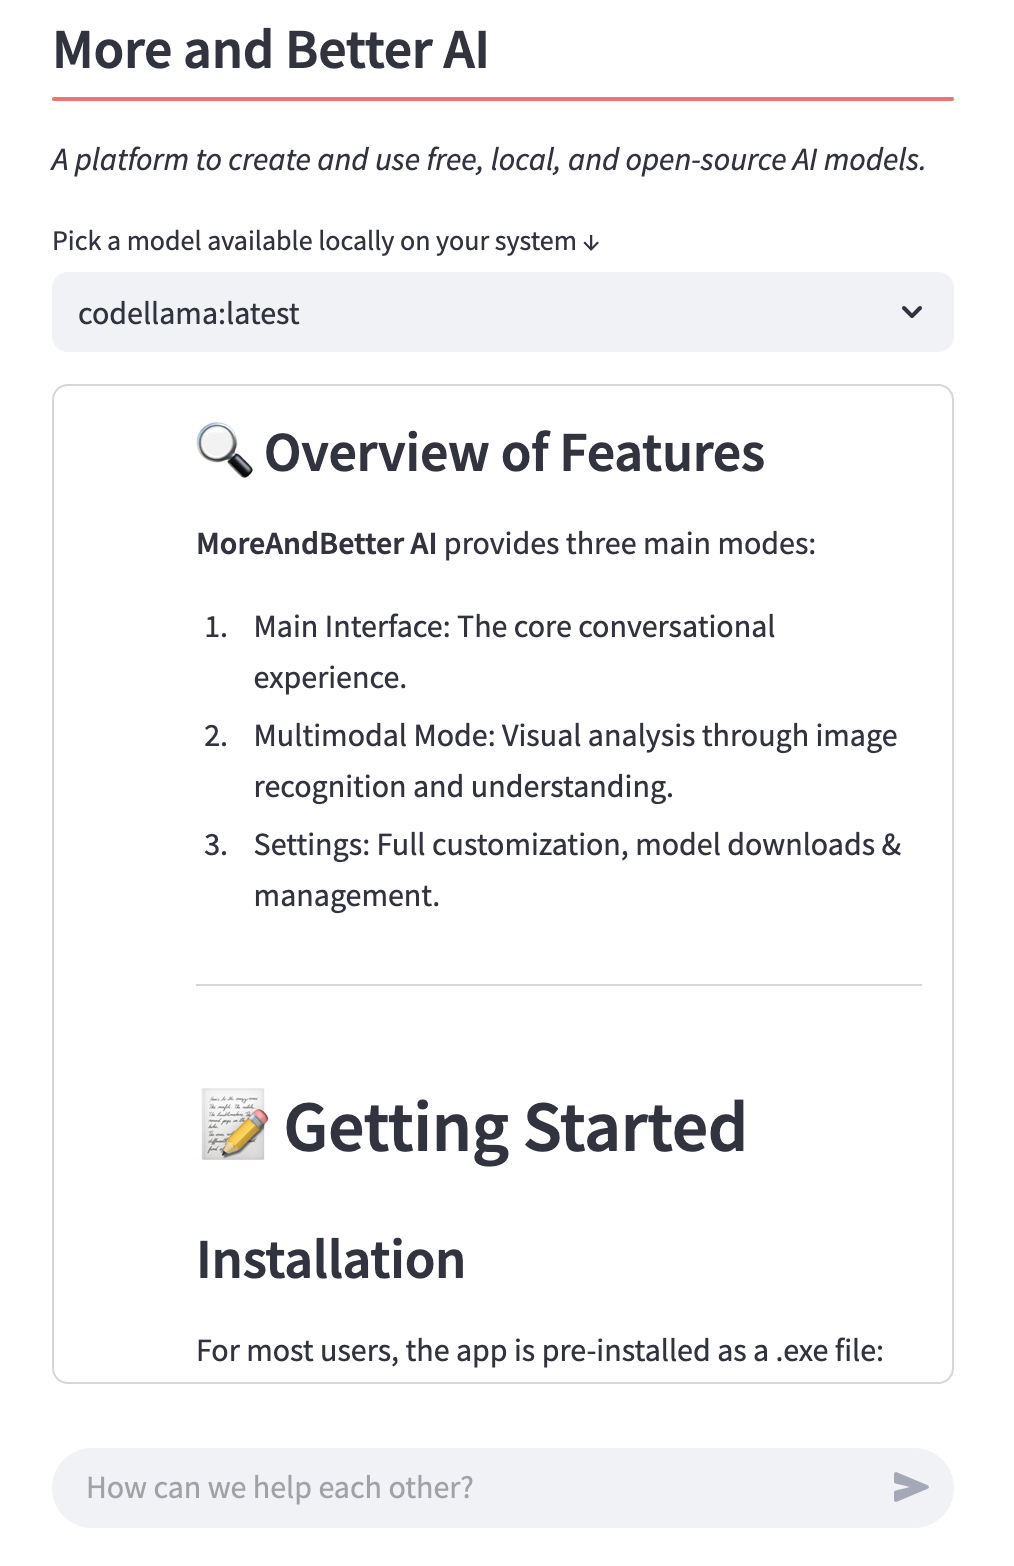 More and Better AI
A platform to create and use free, local, and open-source AI models.
Pick a model available locally on your system ↓
codellama:latest
🔍 Overview of Features
MoreAndBetter AI provides three main modes:
1. Main Interface: The core conversational
experience.
2. Multimodal Mode: Visual analysis through image
recognition and understanding.
3. Settings: Full customization, model downloads &
management.
📝 Getting Started
Installation
For most users, the app is pre-installed as a .exe file:
How can we help each other?